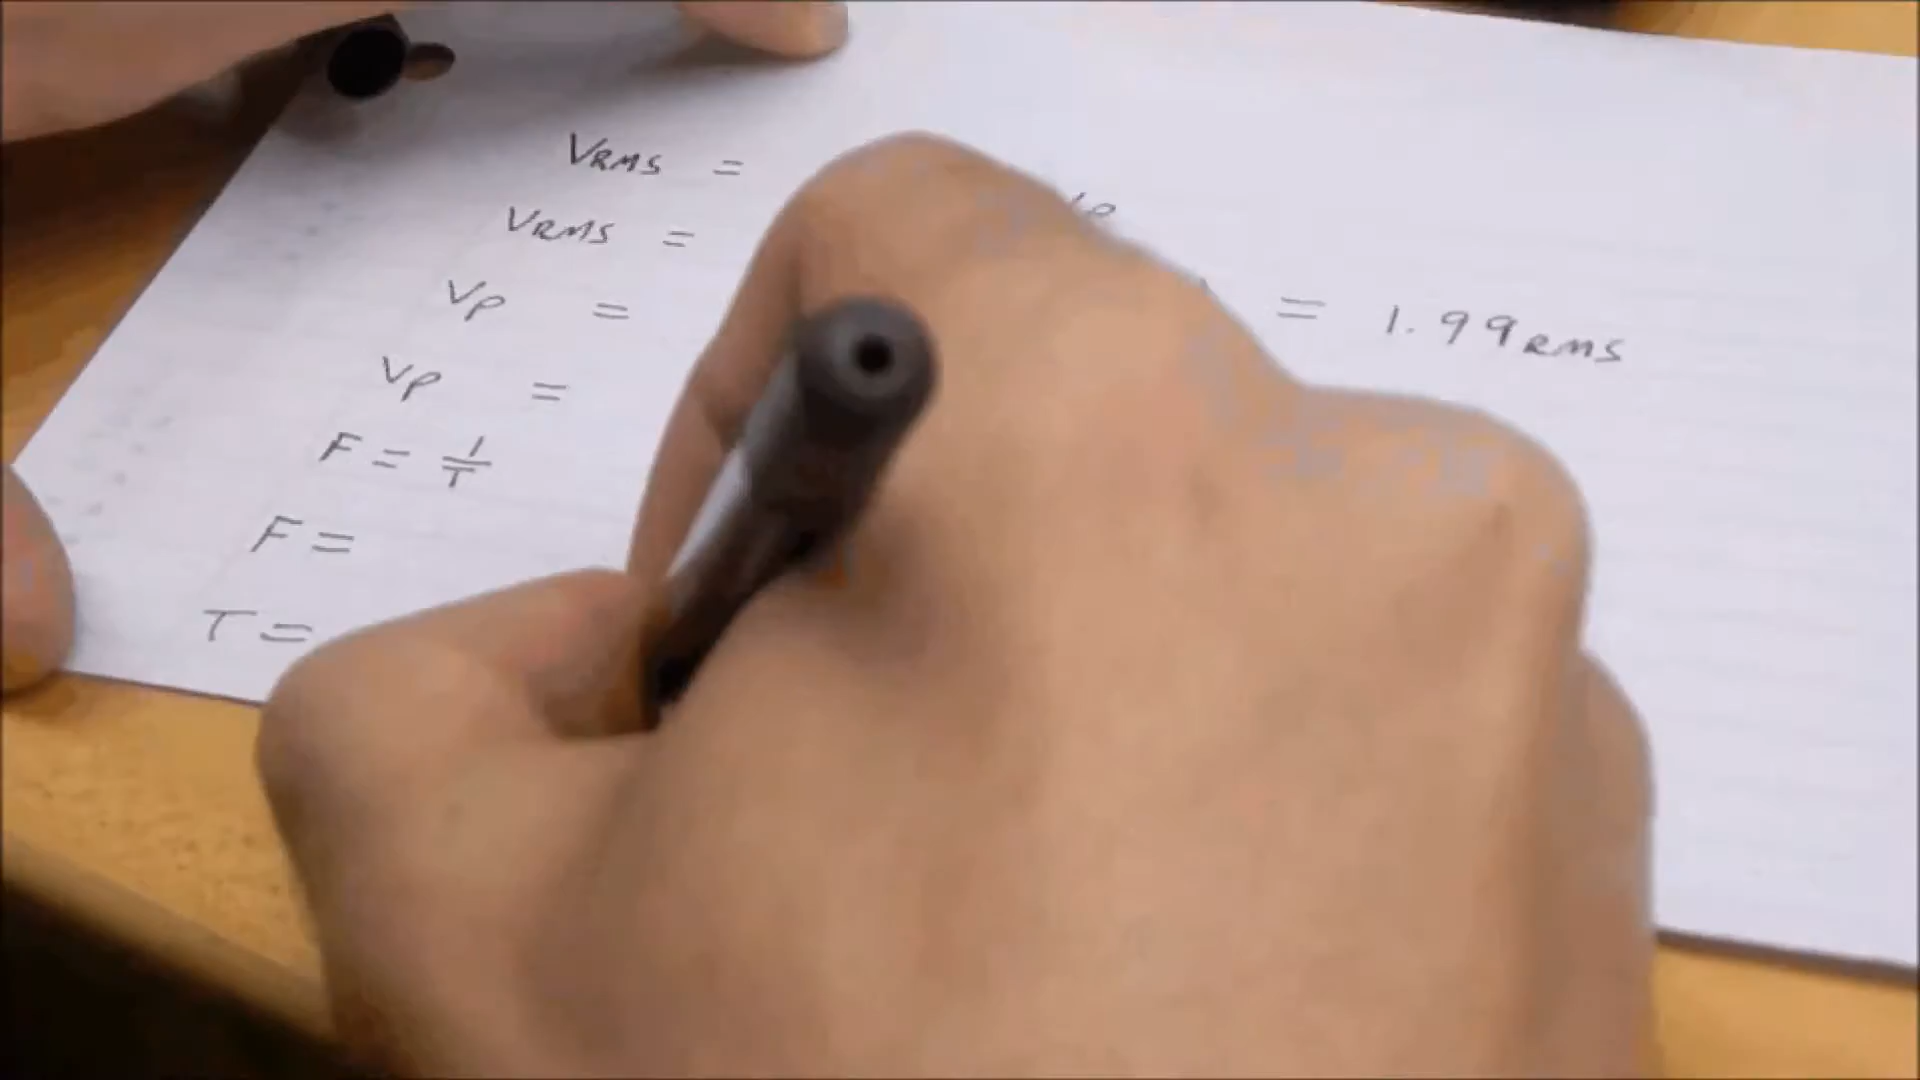 VRMS =
VRMS =
VP = = 1.99RMS
VP =
F = 1/T
F =
T =